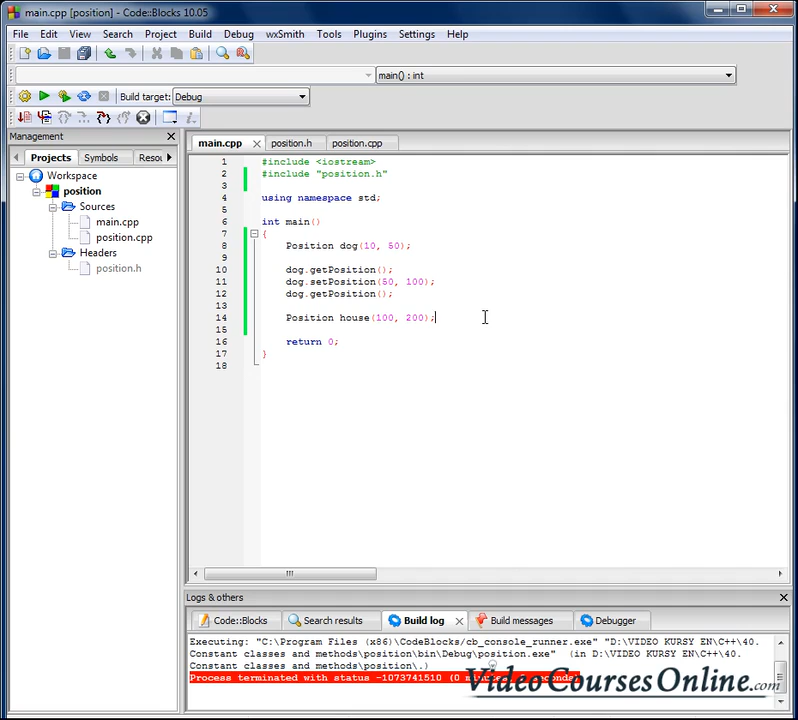 main.cpp [position] - Code::Blocks 10.05
File Edit View Search Project Build Debug wxSmith Tools Plugins Settings Help
main() : int
Build target: Debug
Management
Projects Symbols Resou
Workspace
position
Sources
main.cpp
position.cpp
Headers
position.h
main.cpp position.h position.cpp
1 #include <iostream>
2 #include "position.h"
3
4 using namespace std;
5
6 int main()
7 {
8 Position dog(10, 50);
9
10 dog.getPosition();
11 dog.setPosition(50, 100);
12 dog.getPosition();
13
14 Position house(100, 200);
15
16 return 0;
17 }
18
Logs & others
Code::Blocks Search results Build log Build messages Debugger
Executing: "C:\Program Files (x86)\CodeBlocks/cb_console_runner.exe" "D:\VIDEO KURSY EN\C++\40.
Constant classes and methods\position\bin\Debug\position.exe" (in D:\VIDEO KURSY EN\C++\40.
Constant classes and methods\position\.)
Process terminated with status -1073741510 (0 minutes, seconds)
VideoCoursesOnline.com